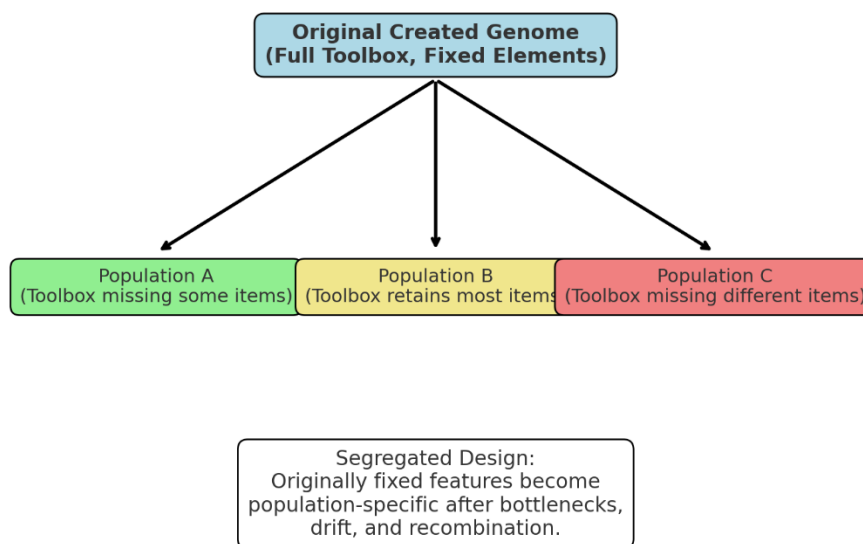 Original Created Genome
(Full Toolbox, Fixed Elements)
Population A
(Toolbox missing some items)
Population B
(Toolbox retains most items
Population C
(Toolbox missing different items)
Segregated Design:
Originally fixed features become
population-specific after bottlenecks,
drift, and recombination.